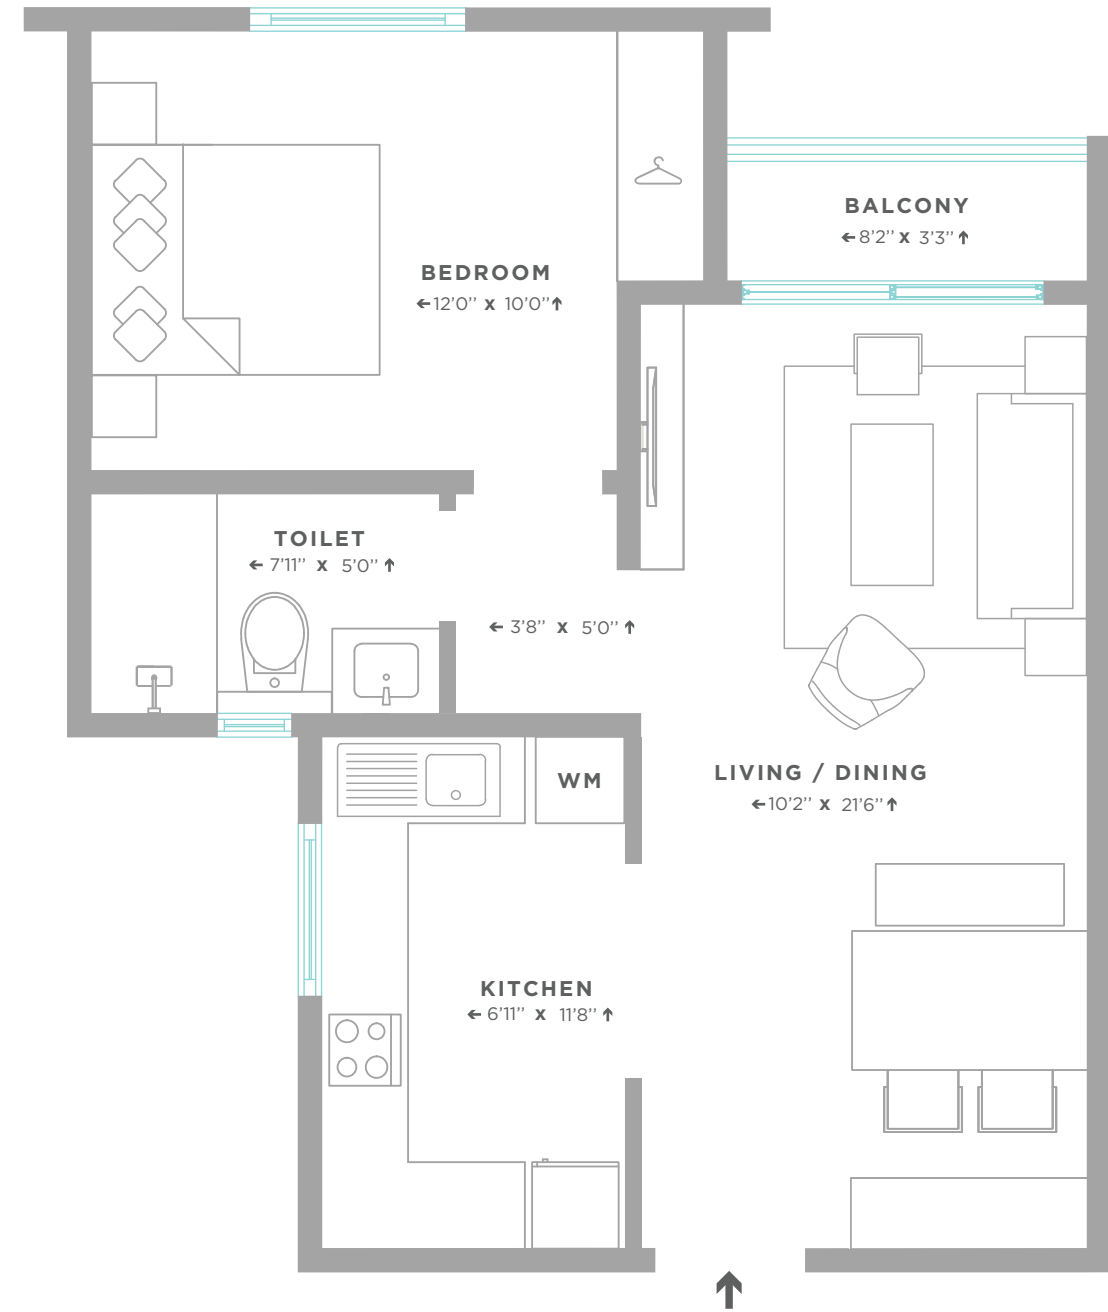 BALCONY
←8'2'' x 3'3''↑
BEDROOM
←12'0'' x 10'0''↑
TOILET
← 7'11'' x 5'0'' ↑
← 3'8'' x 5'0'' ↑
LIVING / DINING
←10'2'' x 21'6''↑
WM
KITCHEN
← 6'11'' x 11'8'' ↑